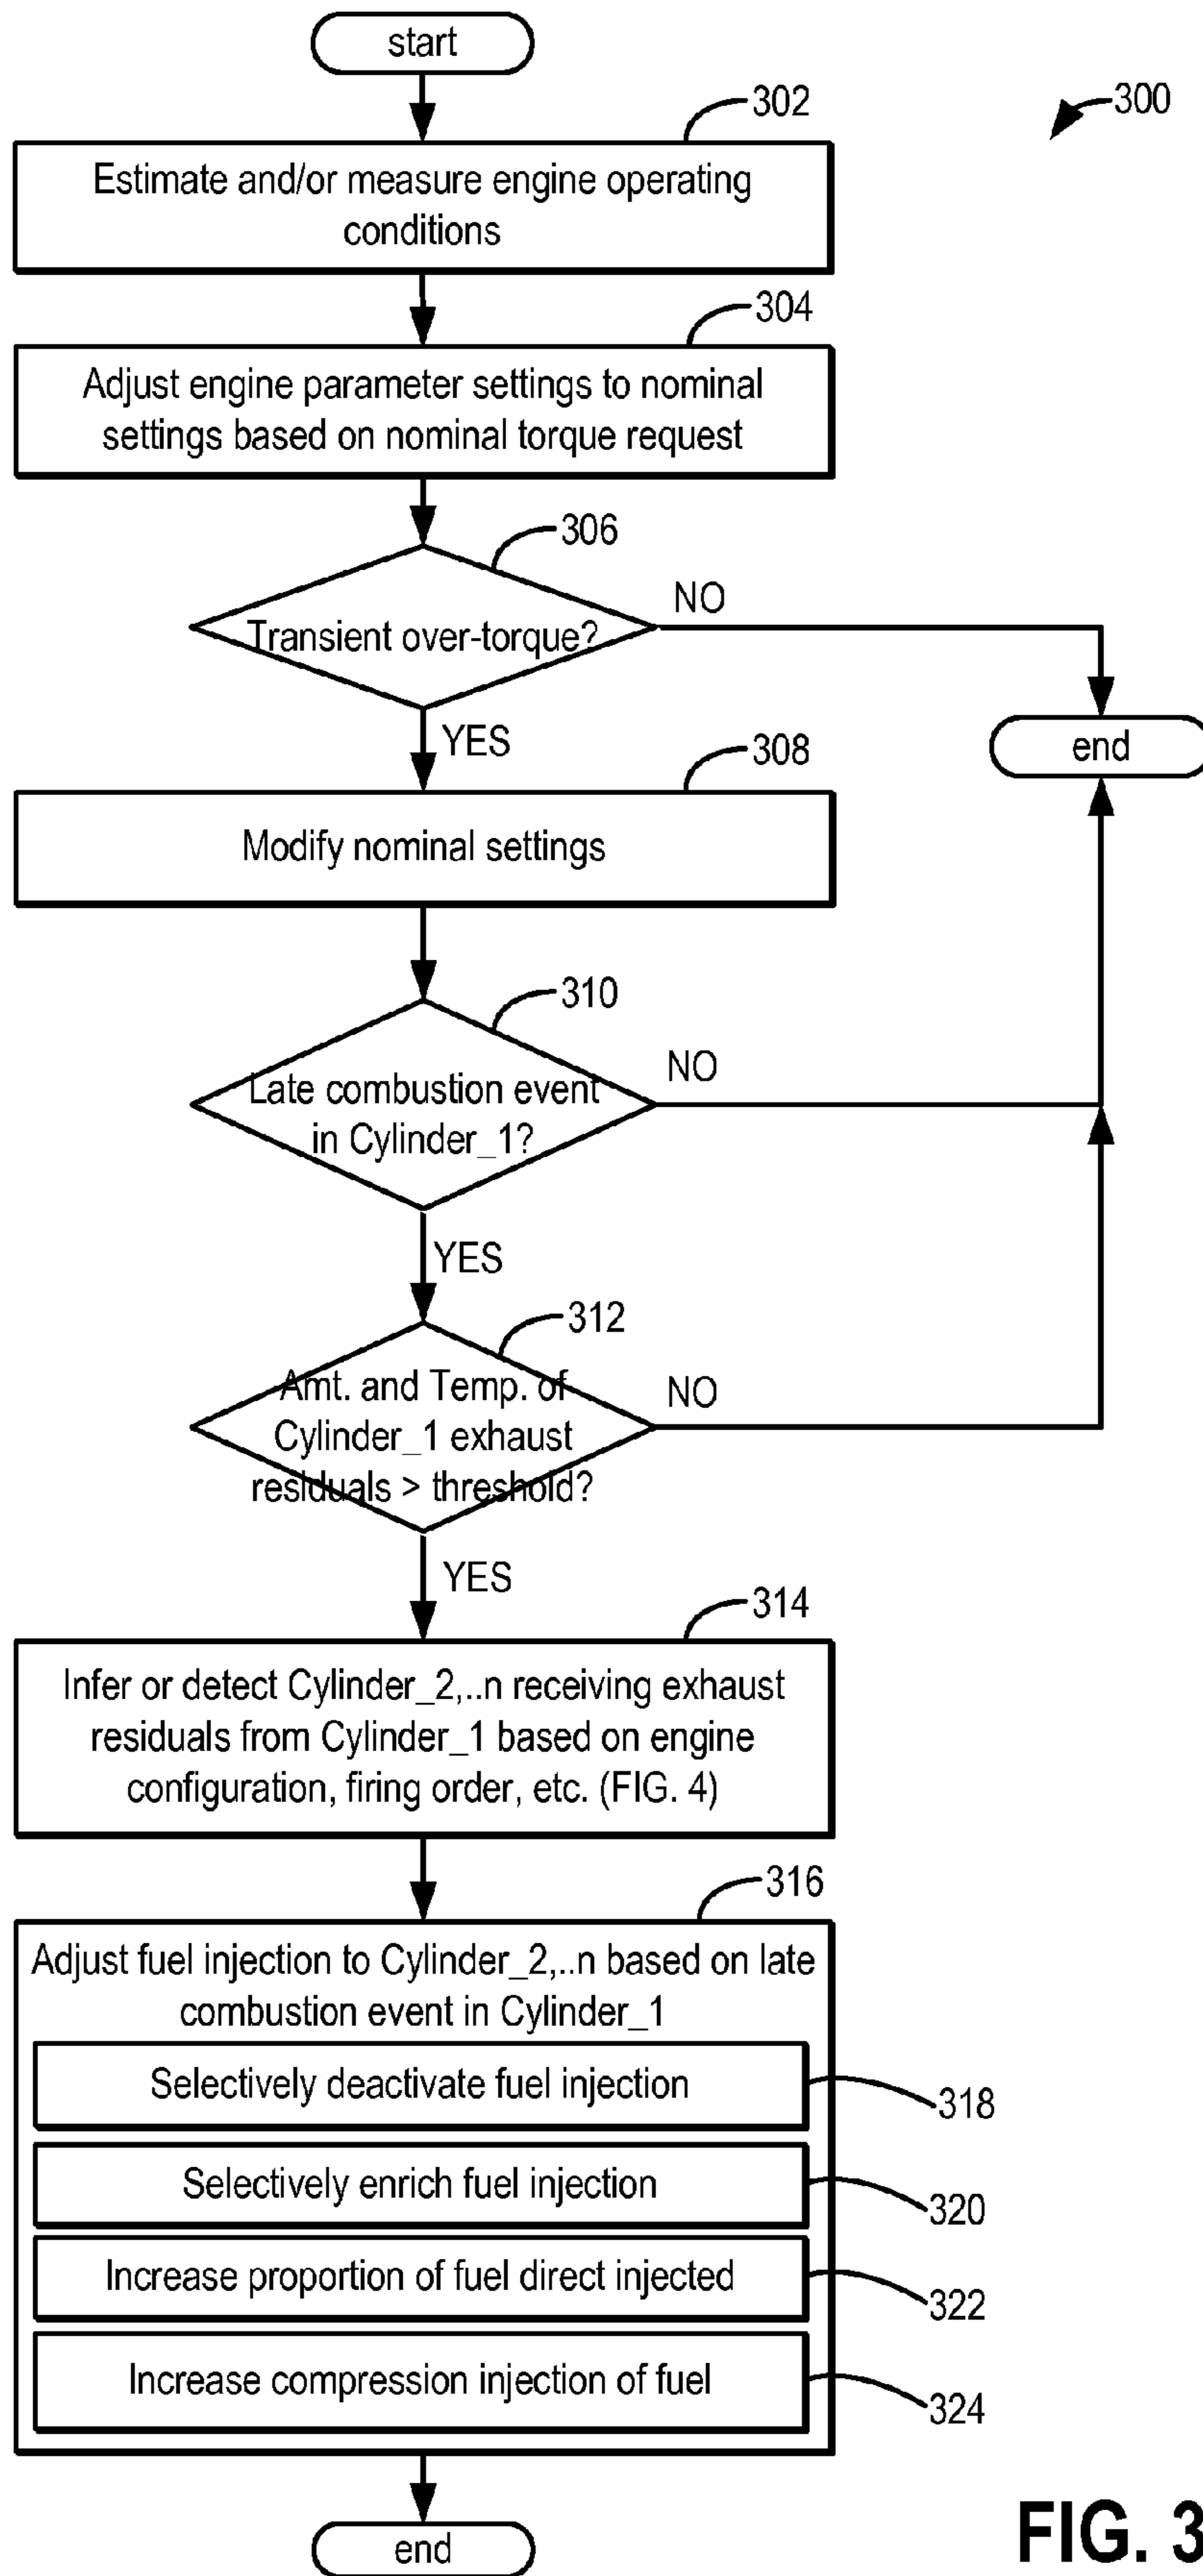 start
302
300
Estimate and/or measure engine operating
conditions
304
Adjust engine parameter settings to nominal
settings based on nominal torque request
306
Transient over-torque?
NO
YES
end
308
Modify nominal settings
310
Late combustion event
in Cylinder_1?
NO
YES
312
Amt. and Temp. of
Cylinder_1 exhaust
residuals > threshold?
NO
YES
314
Infer or detect Cylinder_2,..n receiving exhaust
residuals from Cylinder_1 based on engine
configuration, firing order, etc. (FIG. 4)
316
Adjust fuel injection to Cylinder_2,..n based on late
combustion event in Cylinder_1
Selectively deactivate fuel injection
318
Selectively enrich fuel injection
320
Increase proportion of fuel direct injected
322
Increase compression injection of fuel
324
end
FIG. 3